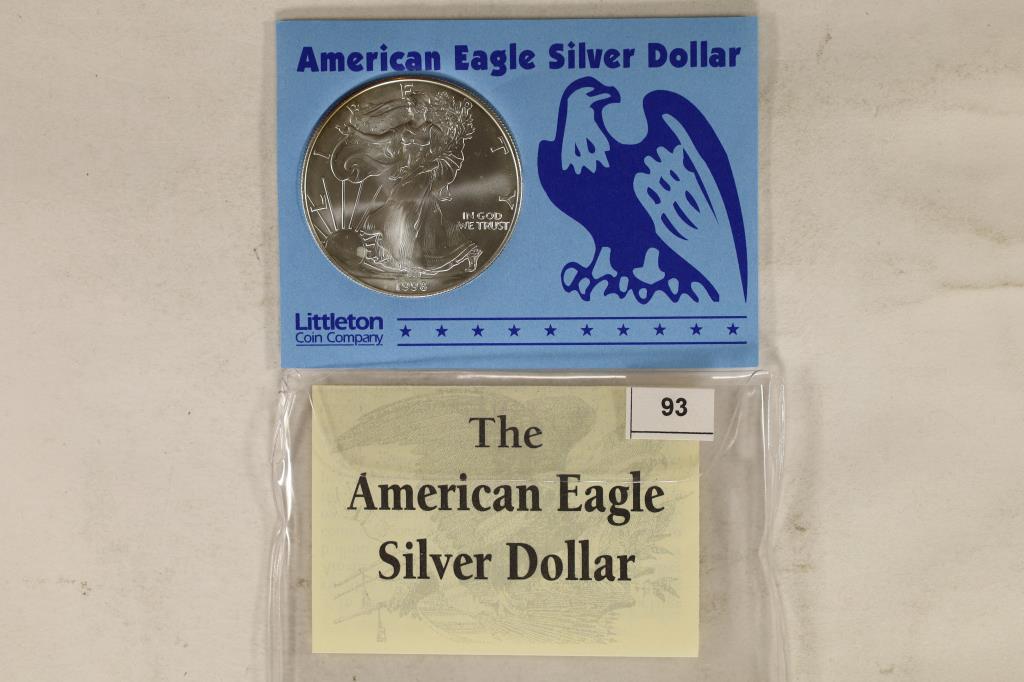 American Eagle Silver Dollar
LIBERTY
IN GOD
WE TRUST
1998
Littleton
Coin Company
93
The
American Eagle
Silver Dollar